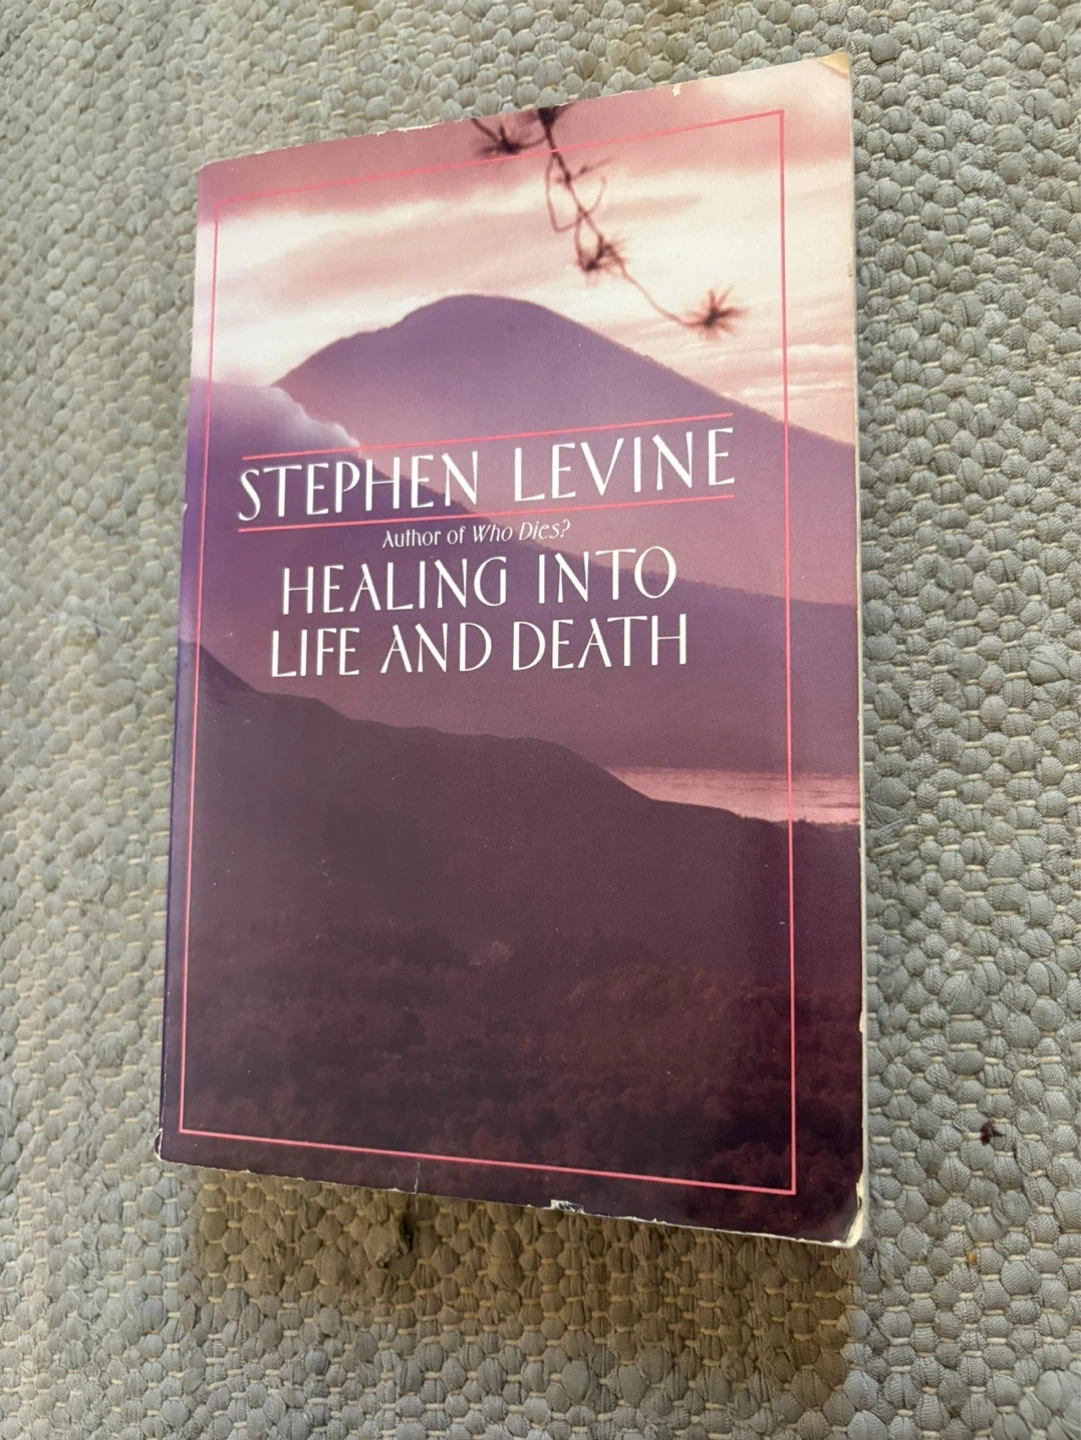 STEPHEN LEVINE
Author of Who Dies?
HEALING INTO
LIFE AND DEATH